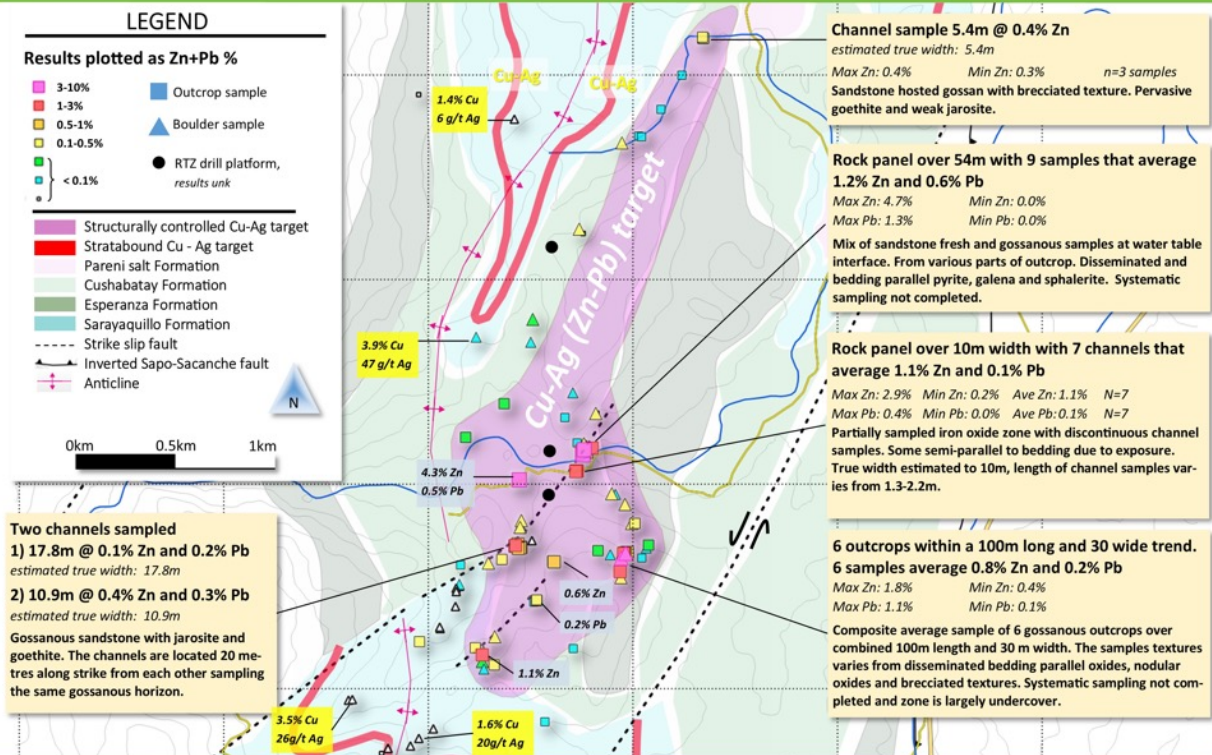 LEGEND
Results plotted as Zn+Pb %
3-10%
1-3%
0.5-1%
0.1-0.5%
< 0.1%
Outcrop sample
Boulder sample
RTZ drill platform,
results unk
Structurally controlled Cu-Ag target
Stratabound Cu - Ag target
Pareni salt Formation
Cushabatay Formation
Esperanza Formation
Sarayaquillo Formation
Strike slip fault
Inverted Sapo-Sacanche fault
Anticline
N
0km 0.5km 1km
Cu-Ag
Cu-Ag
1.4% Cu
6 g/t Ag
Cu-Ag (Zn-Pb) target
3.9% Cu
47 g/t Ag
4.3% Zn
0.5% Pb
0.6% Zn
0.2% Pb
1.1% Zn
3.5% Cu
26g/t Ag
1.6% Cu
20g/t Ag
Two channels sampled
1) 17.8m @ 0.1% Zn and 0.2% Pb
estimated true width: 17.8m
2) 10.9m @ 0.4% Zn and 0.3% Pb
estimated true width: 10.9m
Gossanous sandstone with jarosite and
goethite. The channels are located 20 me-
tres along strike from each other sampling
the same gossanous horizon.
Channel sample 5.4m @ 0.4% Zn
estimated true width: 5.4m
Max Zn: 0.4% Min Zn: 0.3% n=3 samples
Sandstone hosted gossan with brecciated texture. Pervasive
goethite and weak jarosite.
Rock panel over 54m with 9 samples that average
1.2% Zn and 0.6% Pb
Max Zn: 4.7% Min Zn: 0.0%
Max Pb: 1.3% Min Pb: 0.0%
Mix of sandstone fresh and gossanous samples at water table
interface. From various parts of outcrop. Disseminated and
bedding parallel pyrite, galena and sphalerite. Systematic
sampling not completed.
Rock panel over 10m width with 7 channels that
average 1.1% Zn and 0.1% Pb
Max Zn: 2.9% Min Zn: 0.2% Ave Zn: 1.1% N=7
Max Pb: 0.4% Min Pb: 0.0% Ave Pb: 0.1% N=7
Partially sampled iron oxide zone with discontinuous channel
samples. Some semi-parallel to bedding due to exposure.
True width estimated to 10m, length of channel samples var-
ies from 1.3-2.2m.
6 outcrops within a 100m long and 30 wide trend.
6 samples average 0.8% Zn and 0.2% Pb
Max Zn: 1.8% Min Zn: 0.4%
Max Pb: 1.1% Min Pb: 0.1%
Composite average sample of 6 gossanous outcrops over
combined 100m length and 30 m width. The samples textures
varies from disseminated bedding parallel oxides, nodular
oxides and brecciated textures. Systematic sampling not com-
pleted and zone is largely undercover.